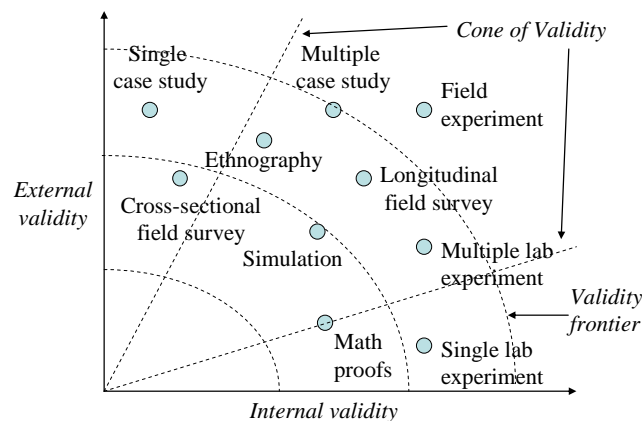 Single
case study
Multiple
case study
Cone of Validity
Field
experiment
Ethnography
External
validity
Cross-sectional
field survey
Longitudinal
field survey
Simulation
Multiple lab
experiment
Validity
frontier
Math
proofs
Single lab
experiment
Internal validity